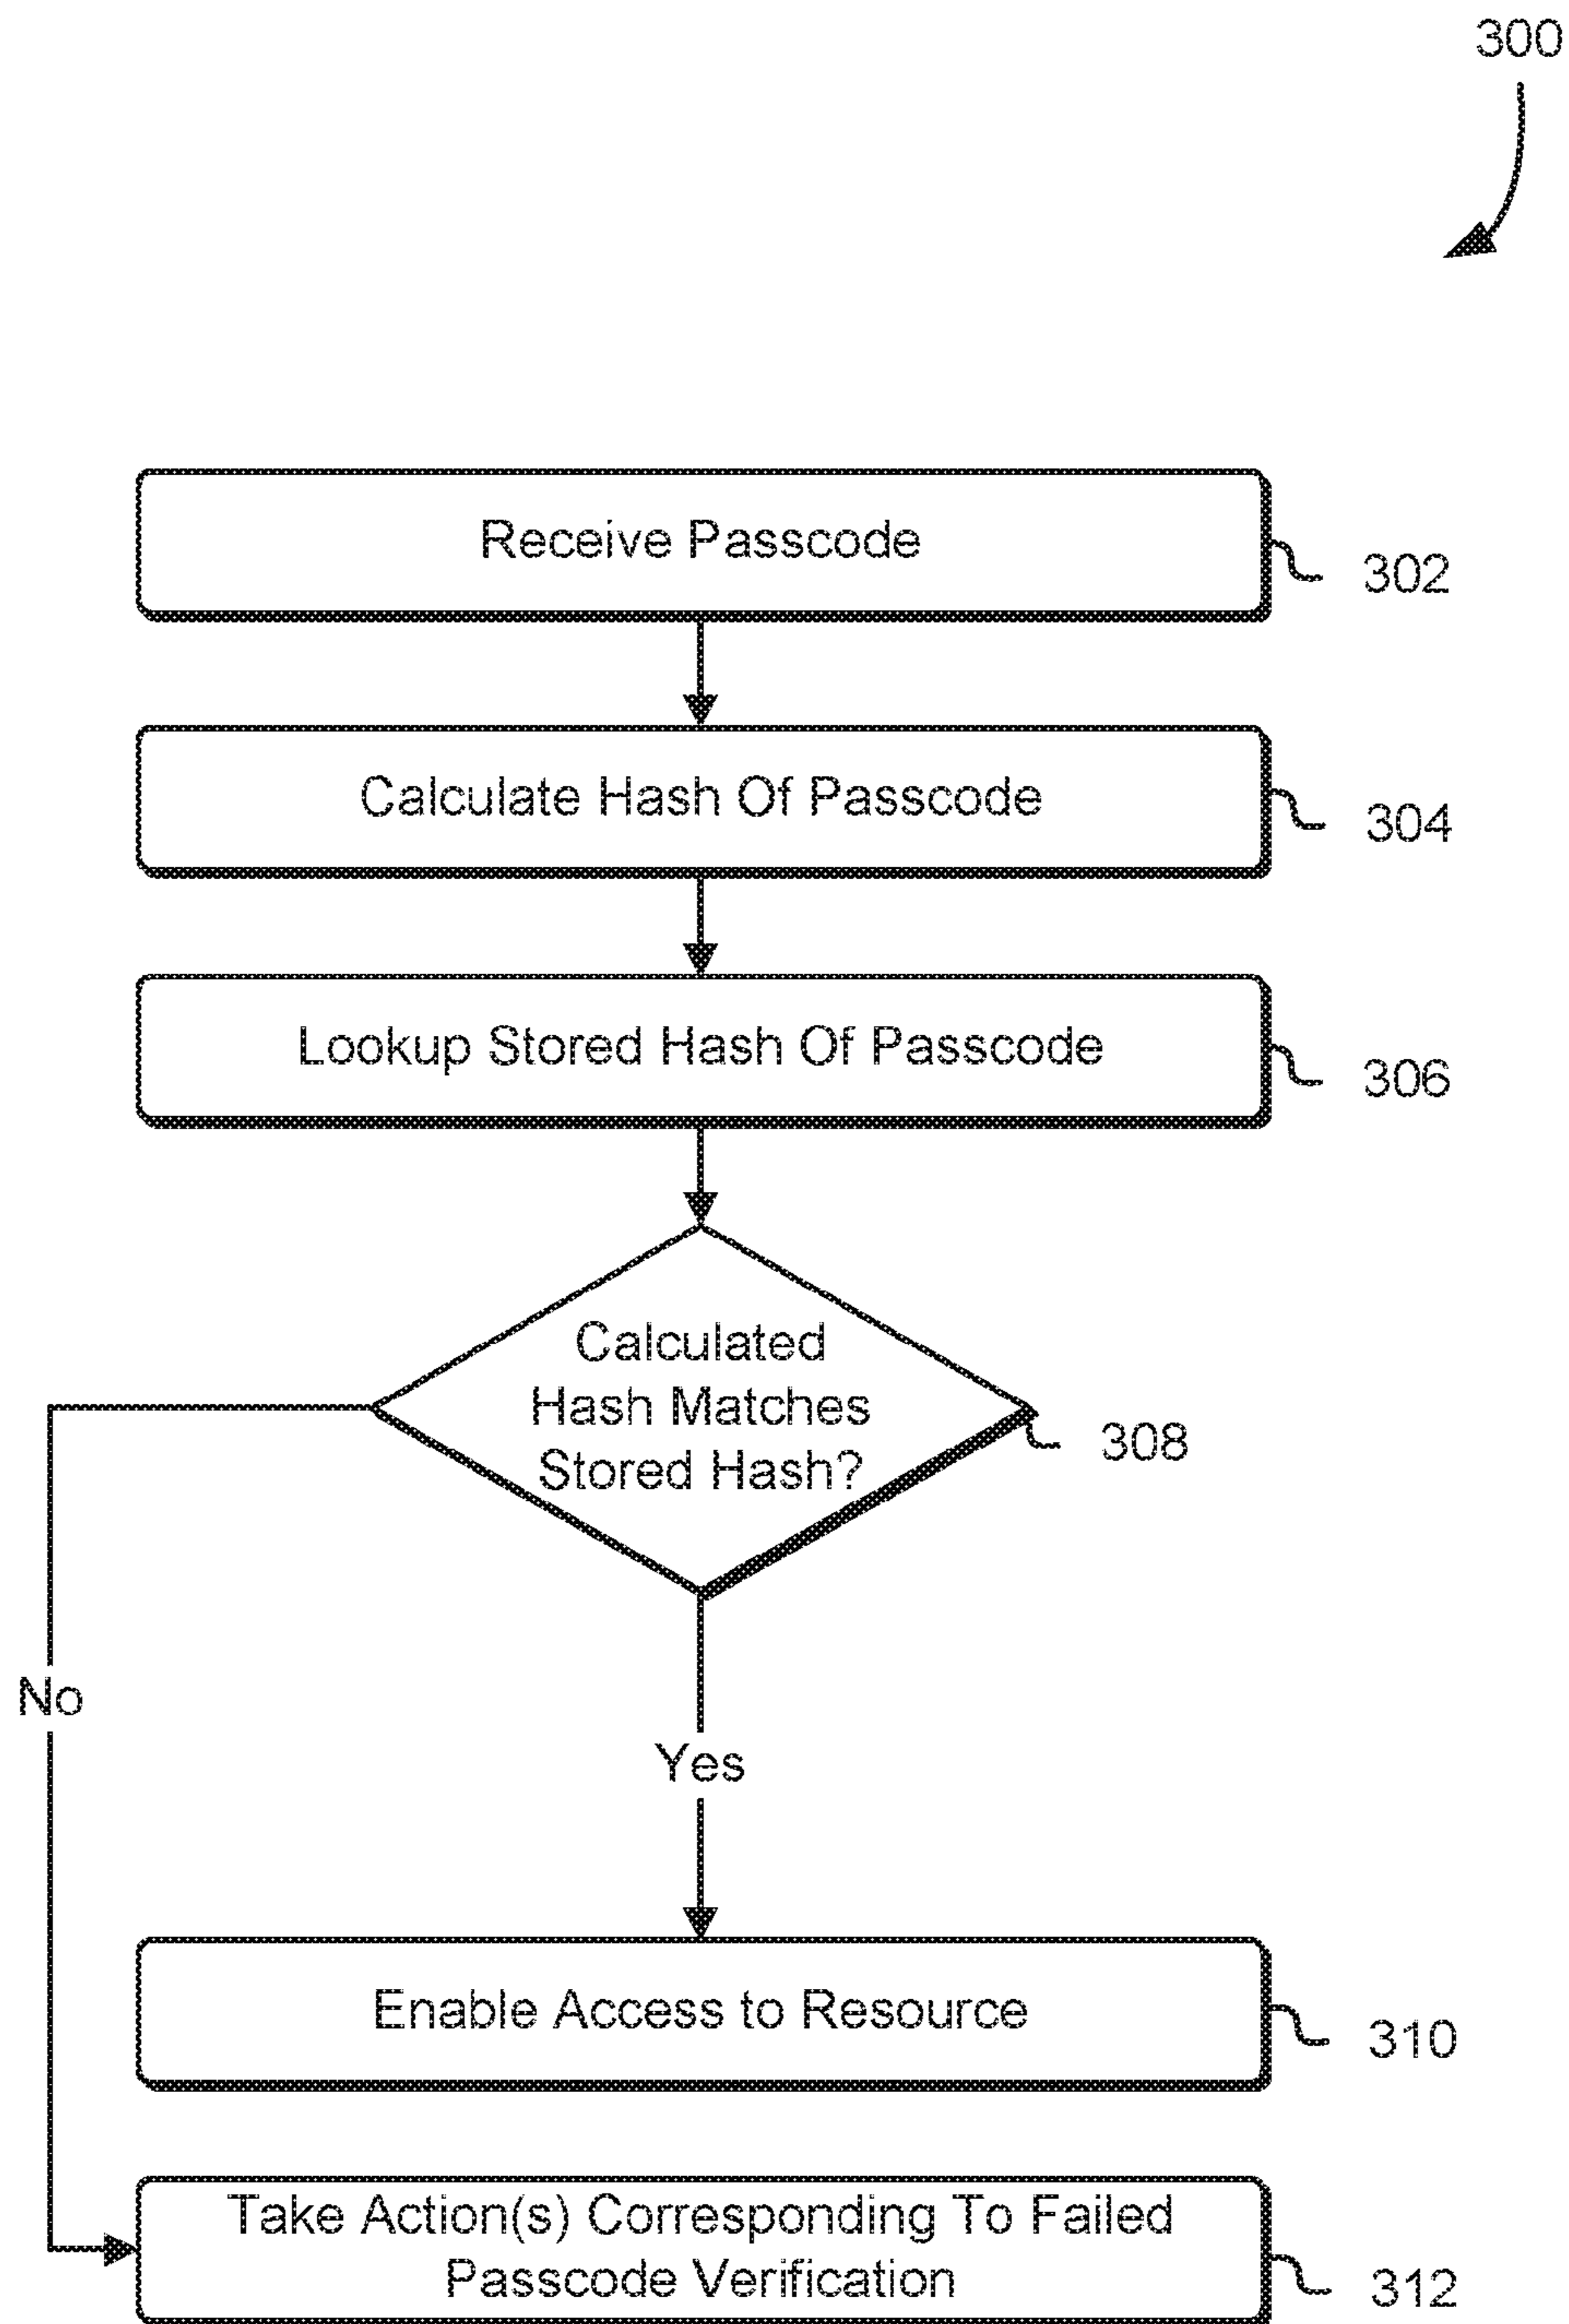 300
Receive Passcode
302
Calculate Hash Of Passcode
304
Lookup Stored Hash Of Passcode
306
Calculated
Hash Matches
Stored Hash?
308
No
Yes
Enable Access to Resource
310
Take Action(s) Corresponding To Failed
Passcode Verification
312